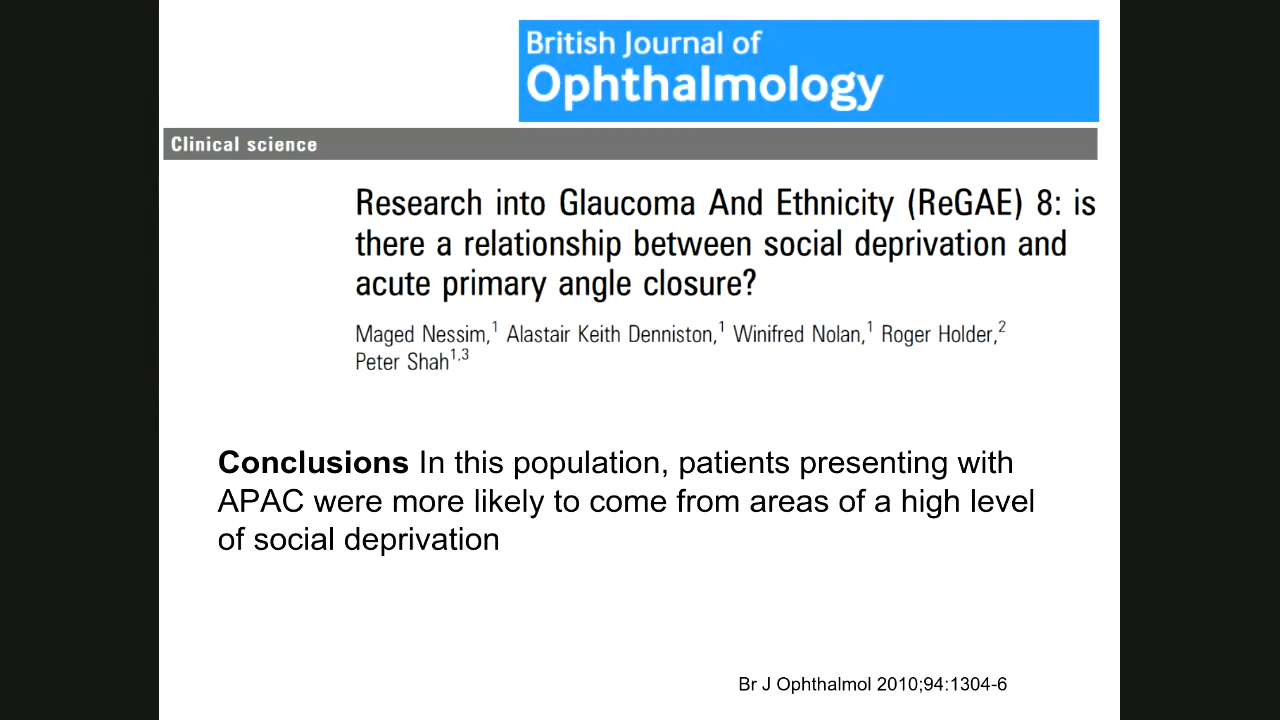 British Journal of
Ophthalmology
Clinical science
Research into Glaucoma And Ethnicity (ReGAE) 8: is
there a relationship between social deprivation and
acute primary angle closure?
Maged Nessim,1 Alastair Keith Denniston,1 Winifred Nolan,1 Roger Holder,2
Peter Shah1,3
Conclusions In this population, patients presenting with
APAC were more likely to come from areas of a high level
of social deprivation
Br J Ophthalmol 2010;94:1304-6